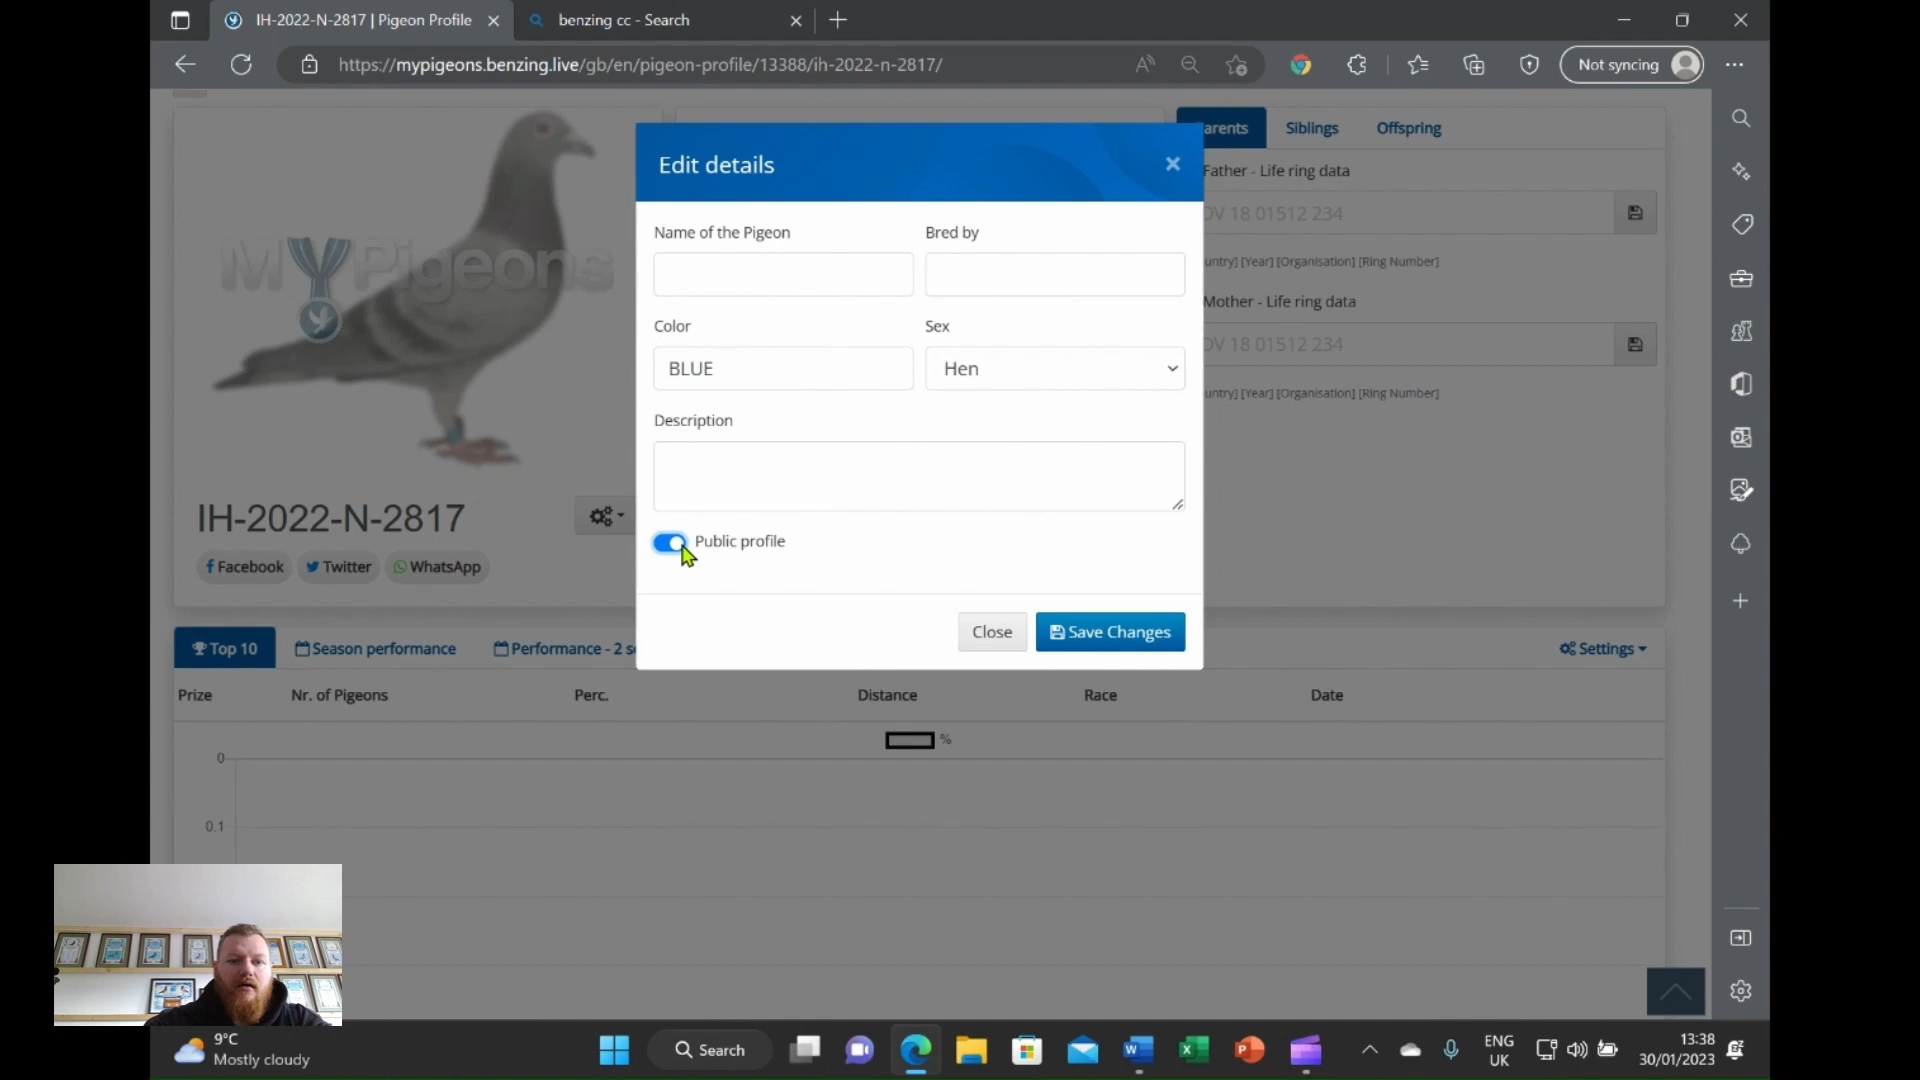 IH-2022-N-2817 | Pigeon Profile
benzing cc - Search
https://mypigeons.benzing.live/gb/en/pigeon-profile/13388/ih-2022-n-2817/
Not syncing
Edit details
Name of the Pigeon
Bred by
Color
Sex
BLUE
Hen
Description
Public profile
Close
Save Changes
arents
Siblings
Offspring
Father - Life ring data
DV 18 01512 234
untry] [Year] [Organisation] [Ring Number]
Mother - Life ring data
DV 18 01512 234
untry] [Year] [Organisation] [Ring Number]
MYPigeons
IH-2022-N-2817
Facebook
Twitter
WhatsApp
Top 10
Season performance
Performance - 2 s
Settings
Prize
Nr. of Pigeons
Perc.
Distance
Race
Date
%
0
0.1
9°C
Mostly cloudy
Search
ENG
UK
13:38
30/01/2023